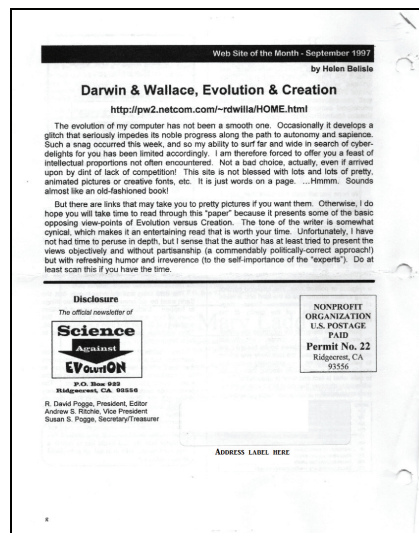 Web Site of the Month - September 1997
by Helen Belisle
Darwin & Wallace, Evolution & Creation
http://pw2.netcom.com/~rdwilla/HOME.html
The evolution of my computer has not been a smooth one. Occasionally it develops a
glitch that seriously impedes its noble progress along the path to autonomy and sapience.
Such a snag occurred this week, and so my ability to surf far and wide in search of cyber-
delights for you has been limited accordingly. I am therefore forced to offer you a feast of
intellectual proportions not often encountered. Not a bad choice, actually, even if arrived
upon by dint of lack of competition! This site is not blessed with lots and lots of pretty,
animated pictures or creative fonts, etc. It is just words on a page. ...Hmmm. Sounds
almost like an old-fashioned book!
But there are links that may take you to pretty pictures if you want them. Otherwise, I do
hope you will take time to read through this "paper" because it presents some of the basic
opposing view-points of Evolution versus Creation. The tone of the writer is somewhat
cynical, which makes it an entertaining read that is worth your time. Unfortunately, I have
not had time to peruse in depth, but I sense that the author has at least tried to present the
views objectively and without partisanship (a commendably politically-correct approach!)
but with refreshing humor and irreverence (to the self-importance of the "experts"). Do at
least scan this if you have the time.
Disclosure
The official newsletter of
Science
Against
EVOLUTION
P.O. Box 923
Ridgecrest, CA 93556
R. David Pogge, President, Editor
Andrew S. Ritchie, Vice President
Susan S. Pogge, Secretary/Treasurer
NONPROFIT
ORGANIZATION
U.S. POSTAGE
PAID
Permit No. 22
Ridgecrest, CA
93556
ADDRESS LABEL HERE
8